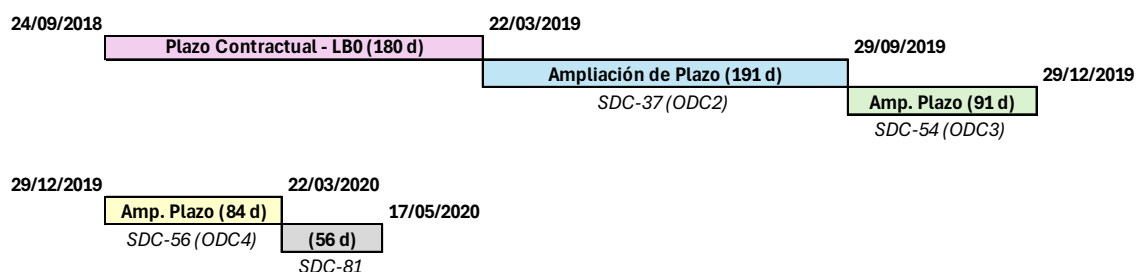 24/09/2018 22/03/2019
Plazo Contractual - LB0 (180 d) 29/09/2019
Ampliación de Plazo (191 d) 29/12/2019
SDC-37 (ODC2) Amp. Plazo (91 d)
SDC-54 (ODC3)
29/12/2019 22/03/2020
Amp. Plazo (84 d) 17/05/2020
SDC-56 (ODC4) (56 d)
SDC-81